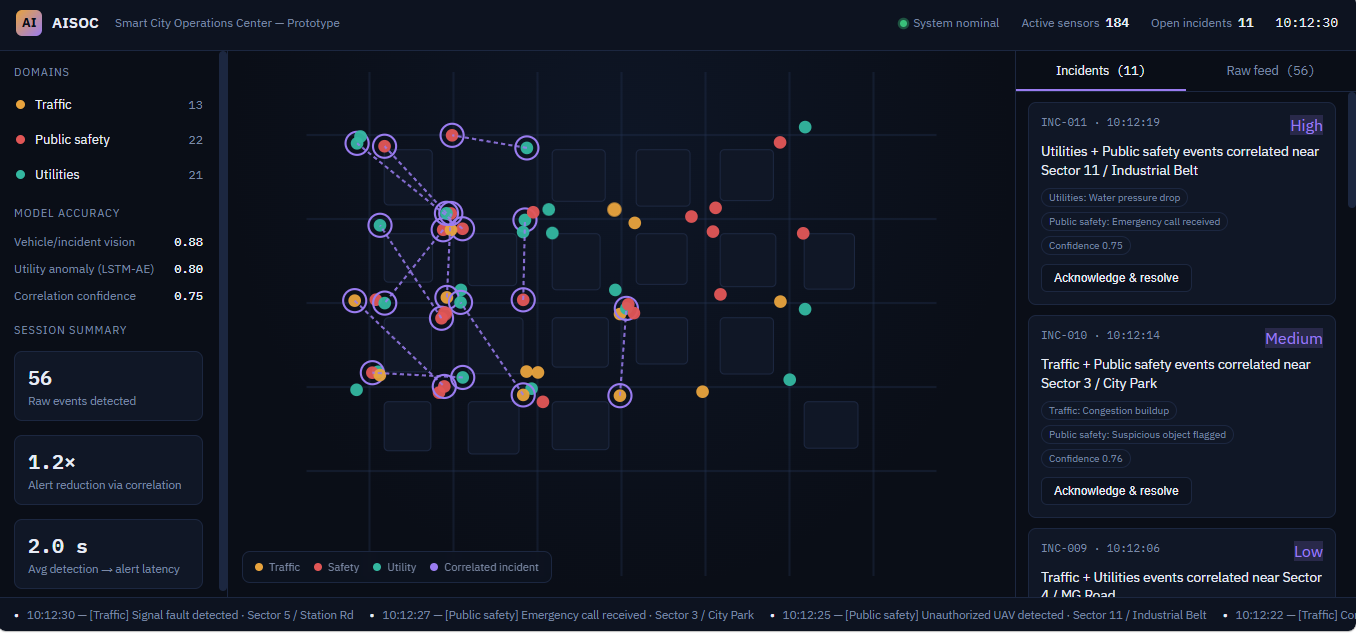 AI AISOC Smart City Operations Center — Prototype
System nominal Active sensors 184 Open incidents 11 10:12:30
DOMAINS
Traffic 13
Public safety 22
Utilities 21
MODEL ACCURACY
Vehicle/incident vision 0.88
Utility anomaly (LSTM-AE) 0.80
Correlation confidence 0.75
SESSION SUMMARY
56
Raw events detected
1.2×
Alert reduction via correlation
2.0 s
Avg detection → alert latency
Traffic Safety Utility Correlated incident
Incidents (11) Raw feed (56)
INC-011 · 10:12:19 High
Utilities + Public safety events correlated near
Sector 11 / Industrial Belt
Utilities: Water pressure drop
Public safety: Emergency call received
Confidence 0.75
Acknowledge & resolve
INC-010 · 10:12:14 Medium
Traffic + Public safety events correlated near
Sector 3 / City Park
Traffic: Congestion buildup
Public safety: Suspicious object flagged
Confidence 0.76
Acknowledge & resolve
INC-009 · 10:12:06 Low
Traffic + Utilities events correlated near Sector
4 / MG Road
• 10:12:30 — [Traffic] Signal fault detected · Sector 5 / Station Rd • 10:12:27 — [Public safety] Emergency call received · Sector 3 / City Park • 10:12:25 — [Public safety] Unauthorized UAV detected · Sector 11 / Industrial Belt • 10:12:22 — [Traffic]